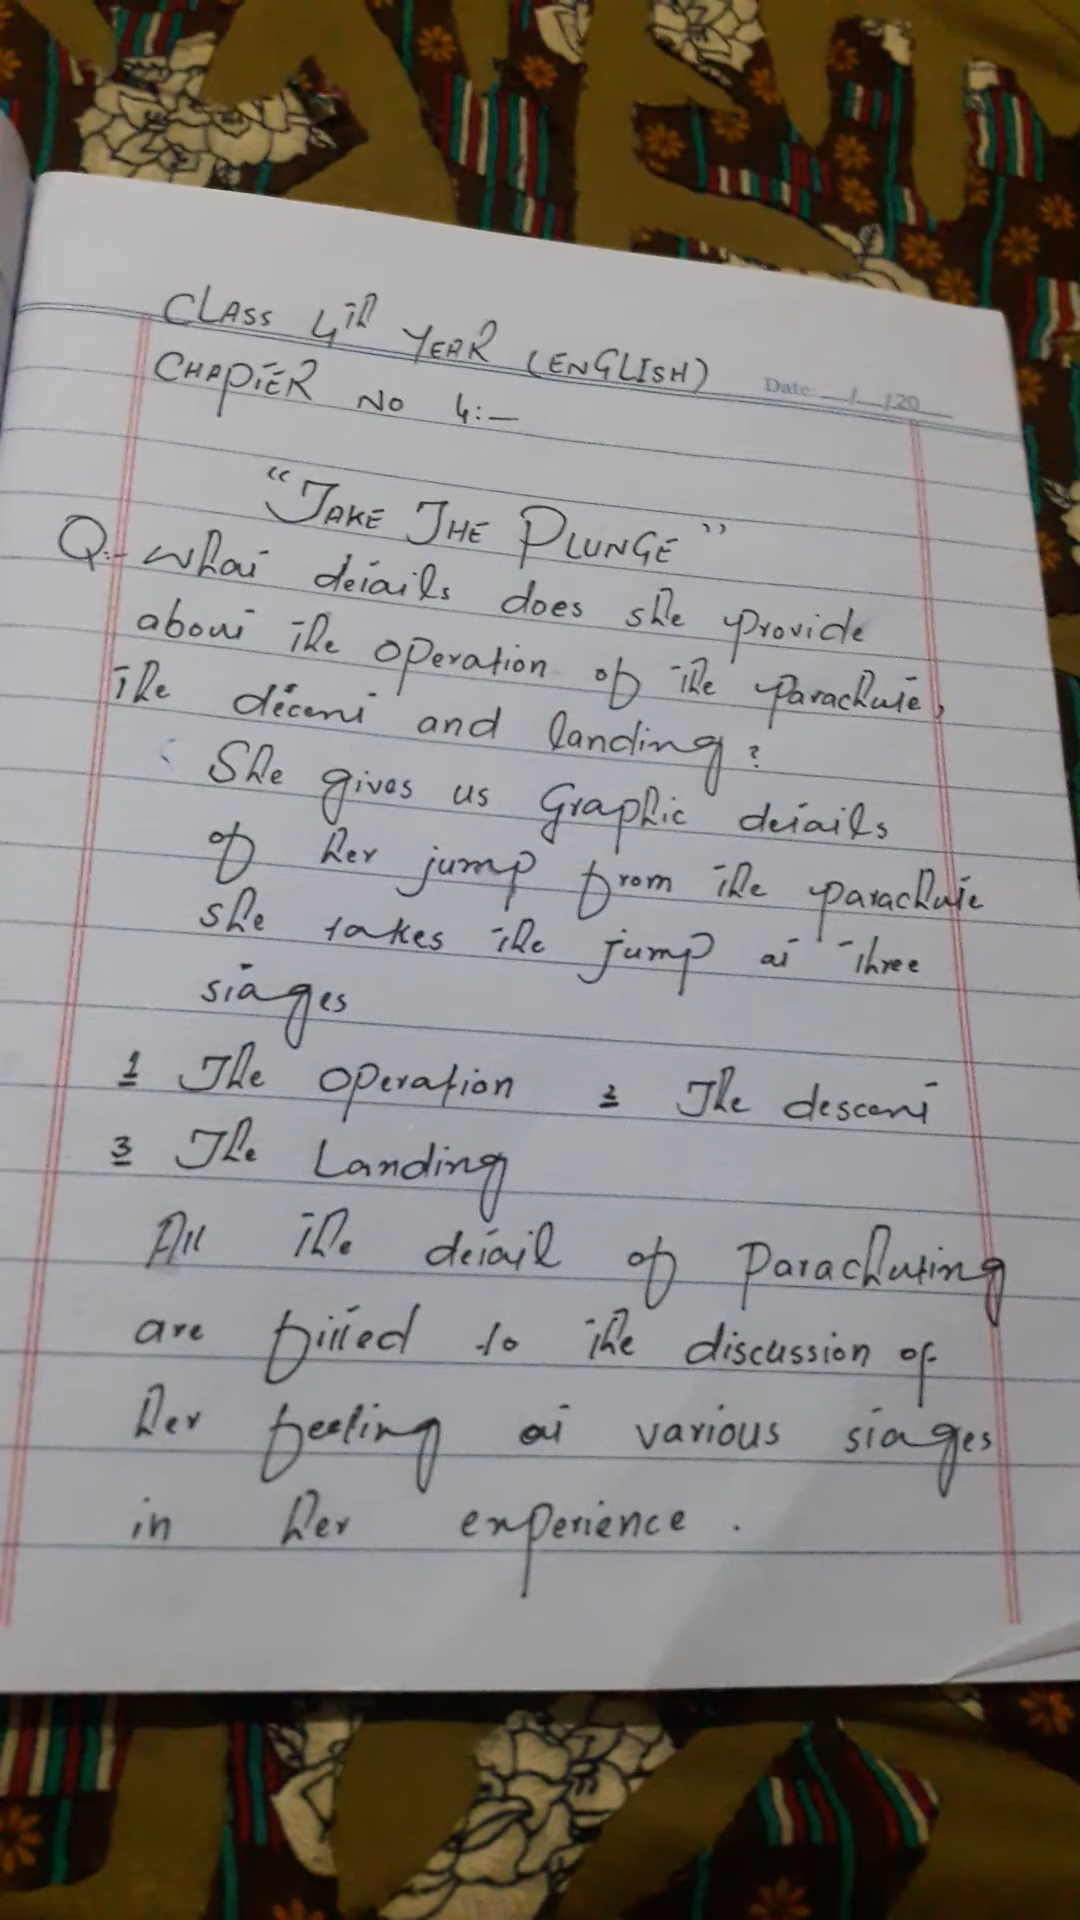 CLASS 4th YEAR (ENGLISH)
Date: __/__/20__
CHAPTER NO 4:-
"TAKE THE PLUNGE"
Q:- What details does she provide
about the operation of the parachute,
the decent and landing?
She gives us Graphic details
of her jump from the parachute
she takes the jump at three
stages
1 The operation 2 The descent
3 The Landing
All the detail of Parachuting
are fitted to the discussion of
her feeling at various stages
in her experience.